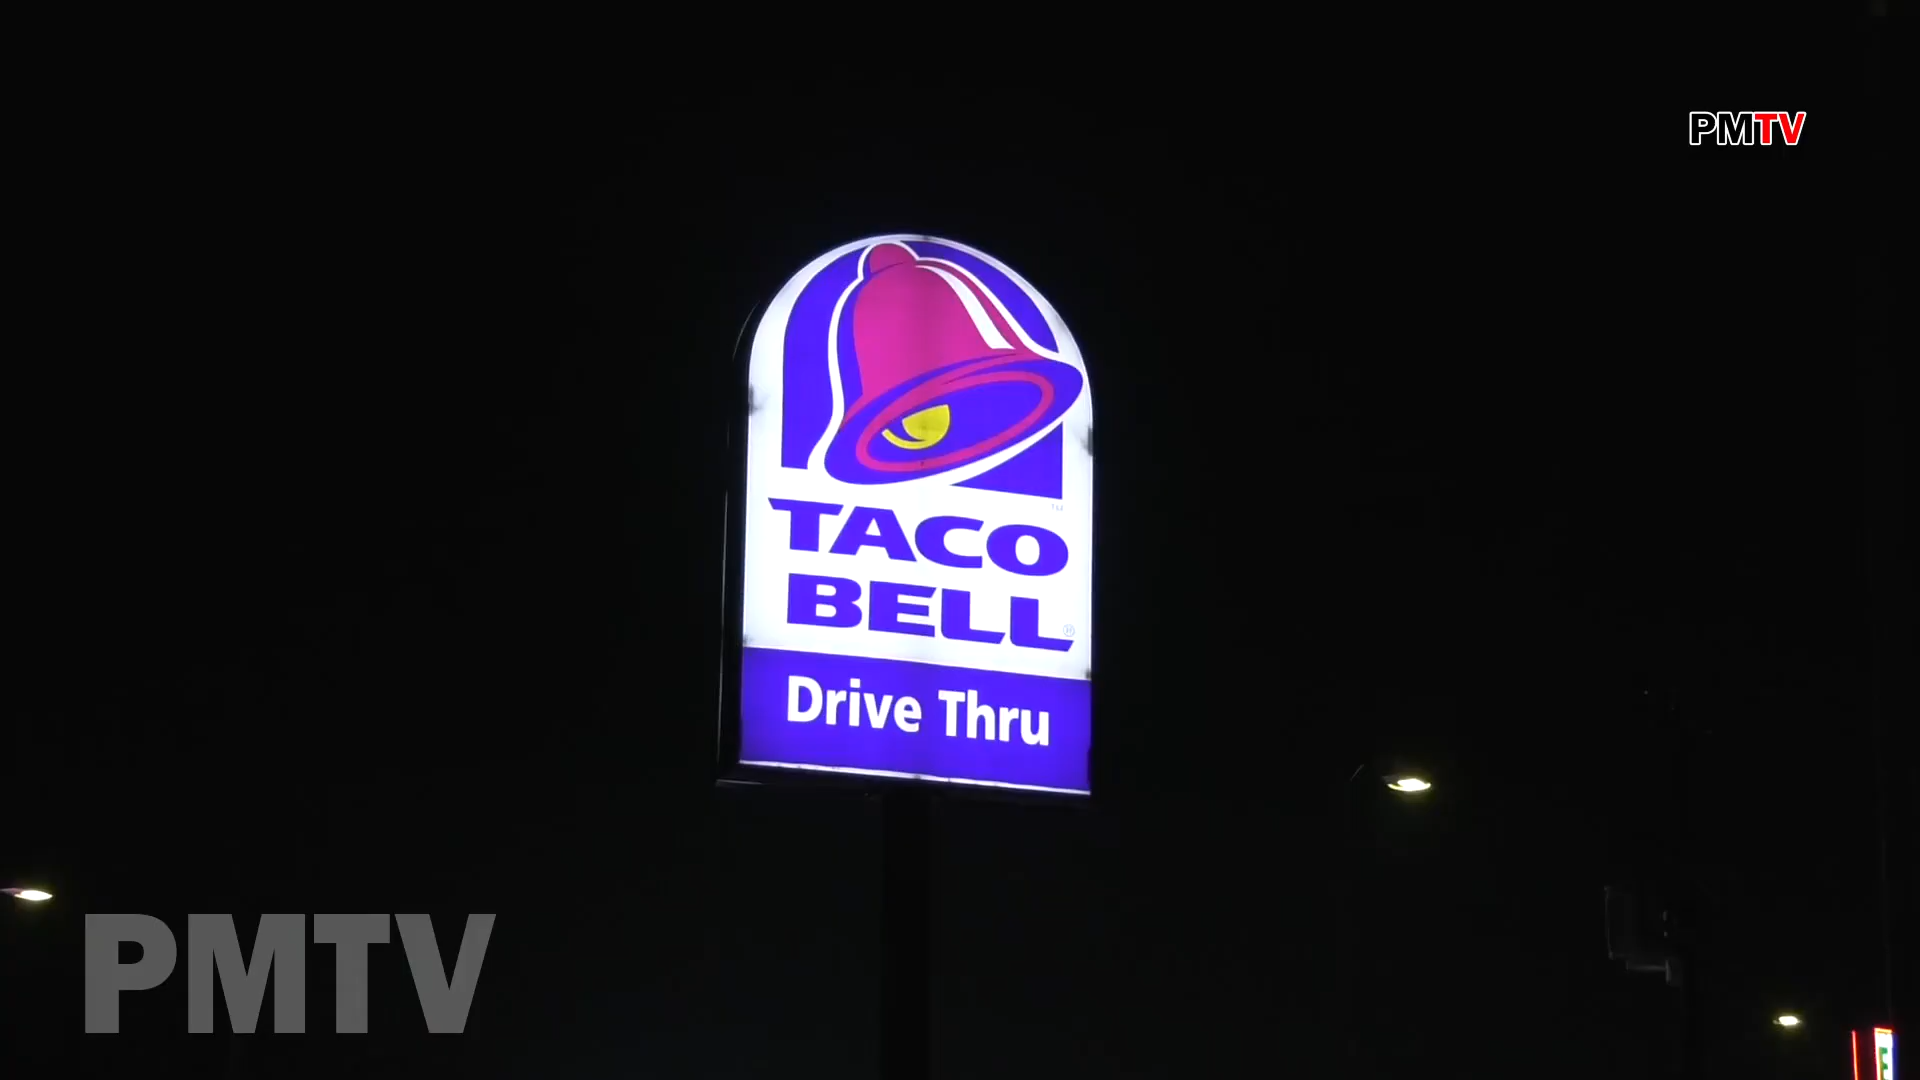 PMTV
TACO
BELL
Drive Thru
PMTV